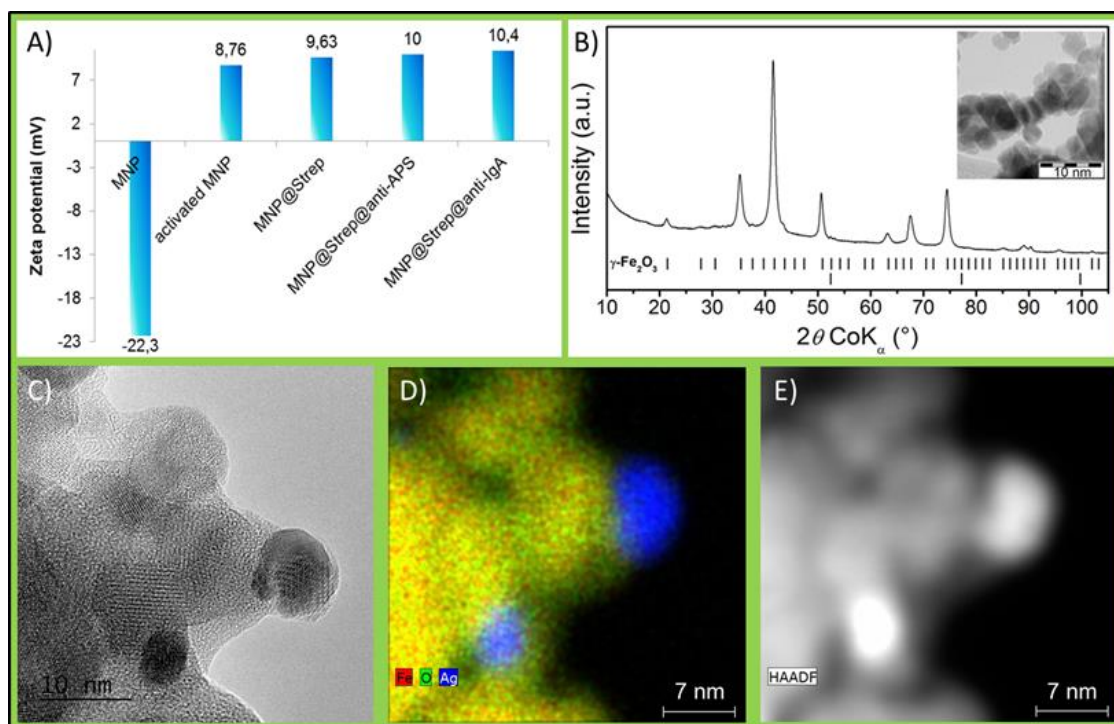 A)
Zeta potential (mV)
7
2
-3
-8
-13
-18
-23
8,76
9,63
10
10,4
-22,3
MNP
activated MNP
MNP@Strep
MNP@Strep@anti-APS
MNP@Strep@anti-IgA
B)
Intensity (a.u.)
10 nm
γ-Fe₂O₃
10 20 30 40 50 60 70 80 90 100
2θ CoKα (°)
C)
10 nm
D)
Fe O Ag
7 nm
E)
HAADF
7 nm